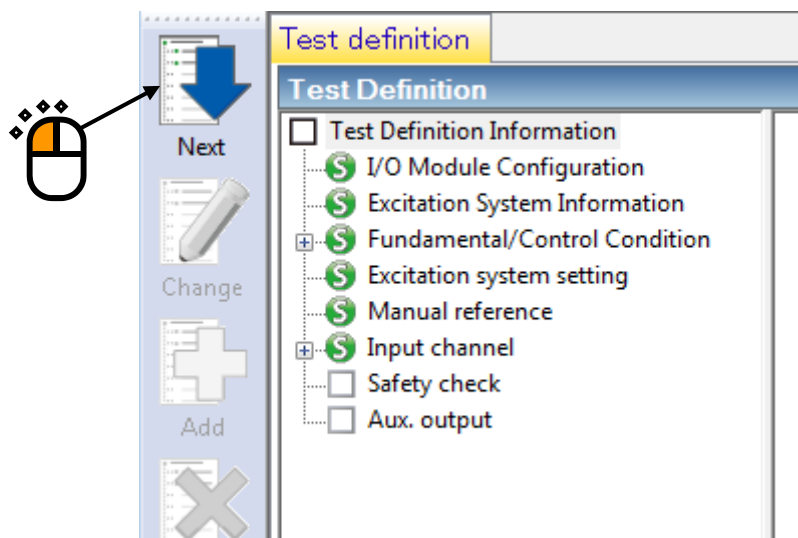 Test definition
Test Definition
Next
Change
Add
Test Definition Information
S I/O Module Configuration
S Excitation System Information
S Fundamental/Control Condition
S Excitation system setting
S Manual reference
S Input channel
Safety check
Aux. output